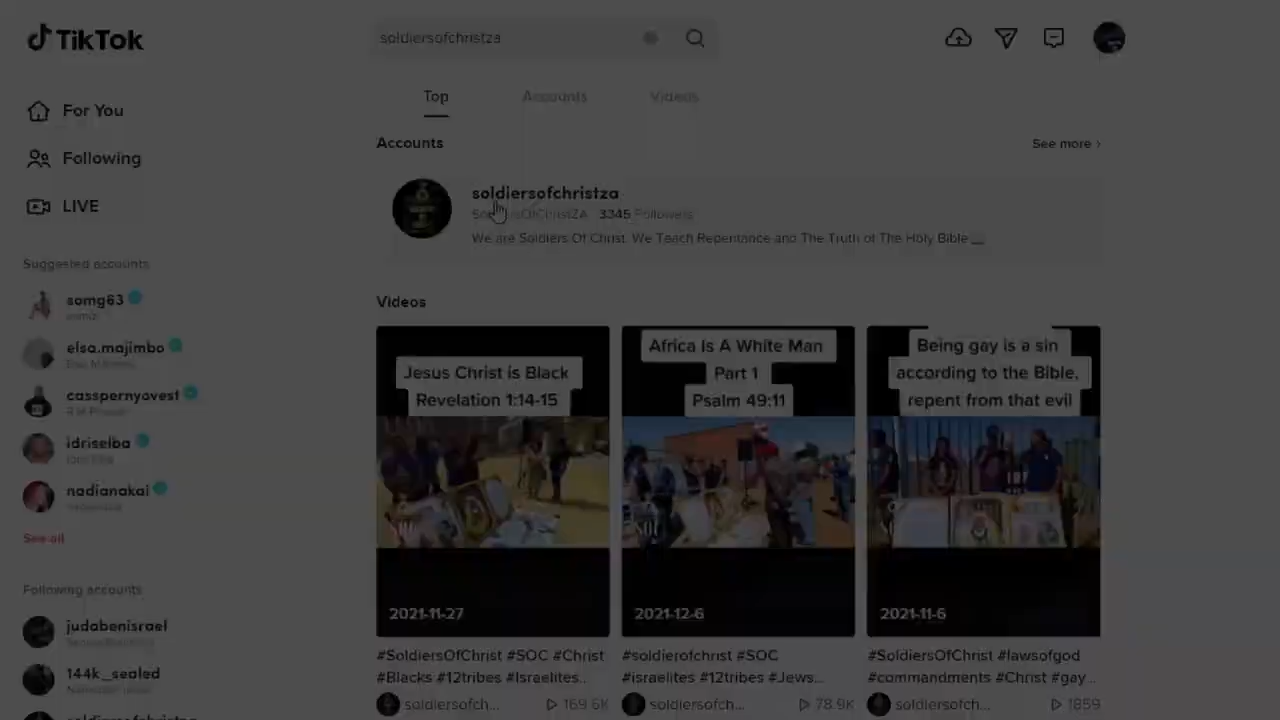 TikTok
soldiersofchristza
For You
Following
LIVE
Suggested accounts
somg63
elsa.majimbo
casspernyovest
idriselba
nadianakai
See all
Following accounts
judabenisrael
144k_sealed
Top
Accounts
Videos
Accounts
See more ›
soldiersofchristza
3345 Followers
We are Soldiers Of Christ. We Teach Repentance and The Truth of The Holy Bible
Videos
Jesus Christ is Black
Revelation 1:14-15
2021-11-27
#SoldiersOfChrist #SOC #Christ
#Blacks #12tribes #Israelites...
soldiersofch...
169.6K
Africa Is A White Man
Part 1
Psalm 49:11
2021-12-6
#soldierofchrist #SOC
#israelites #12tribes #Jews...
soldiersofch...
78.9K
Being gay is a sin
according to the Bible,
repent from that evil
2021-11-6
#SoldiersOfChrist #lawsofgod
#commandments #Christ #gay...
soldiersofch...
1859